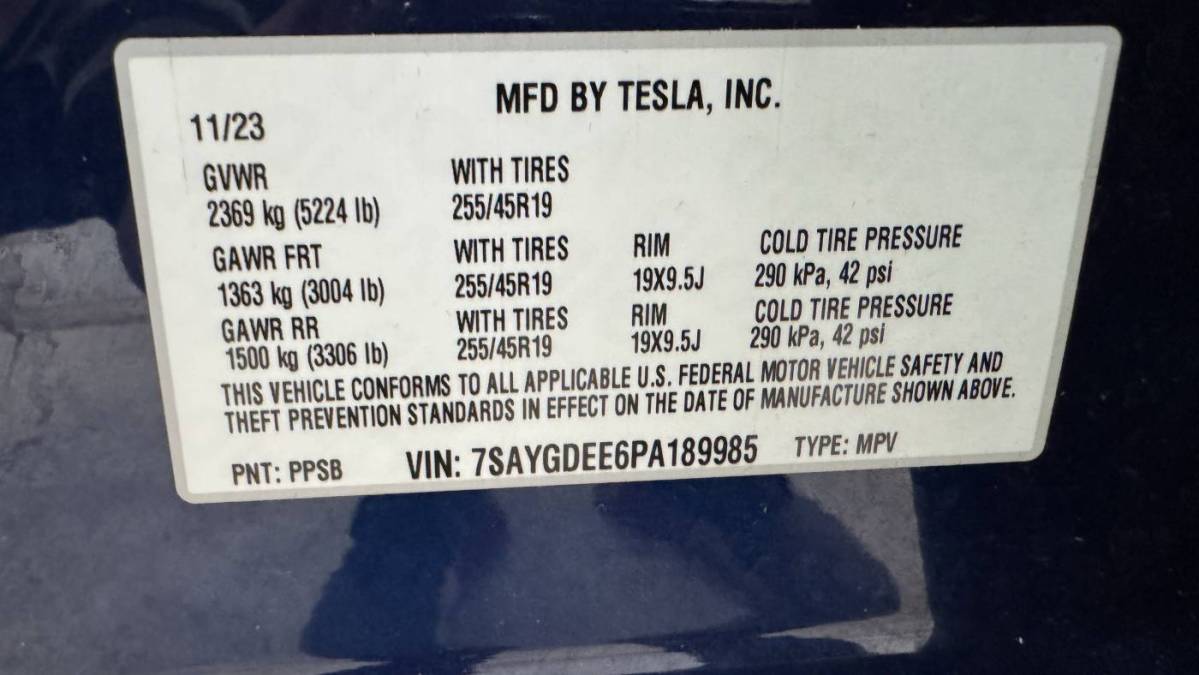 MFD BY TESLA, INC.
11/23
GVWR WITH TIRES
2369 kg (5224 lb) 255/45R19
GAWR FRT WITH TIRES RIM COLD TIRE PRESSURE
1363 kg (3004 lb) 255/45R19 19X9.5J 290 kPa, 42 psi
GAWR RR WITH TIRES RIM COLD TIRE PRESSURE
1500 kg (3306 lb) 255/45R19 19X9.5J 290 kPa, 42 psi
THIS VEHICLE CONFORMS TO ALL APPLICABLE U.S. FEDERAL MOTOR VEHICLE SAFETY AND
THEFT PREVENTION STANDARDS IN EFFECT ON THE DATE OF MANUFACTURE SHOWN ABOVE.
PNT: PPSB VIN: 7SAYGDEE6PA189985 TYPE: MPV